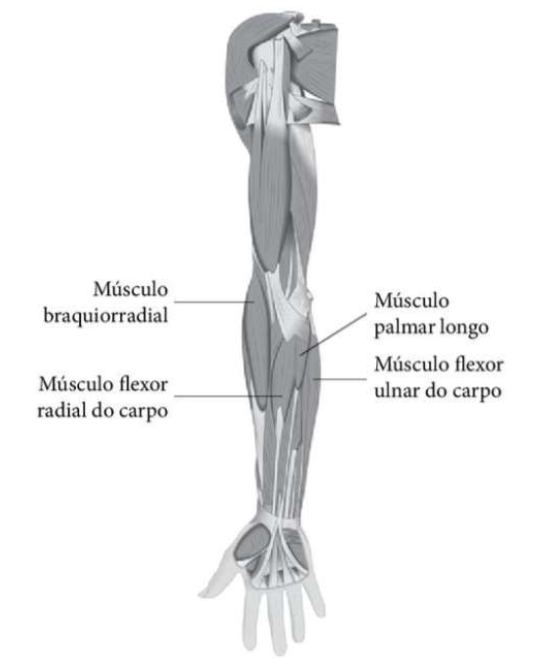 Músculo
braquiorradial
Músculo
palmar longo
Músculo flexor
radial do carpo
Músculo flexor
ulnar do carpo